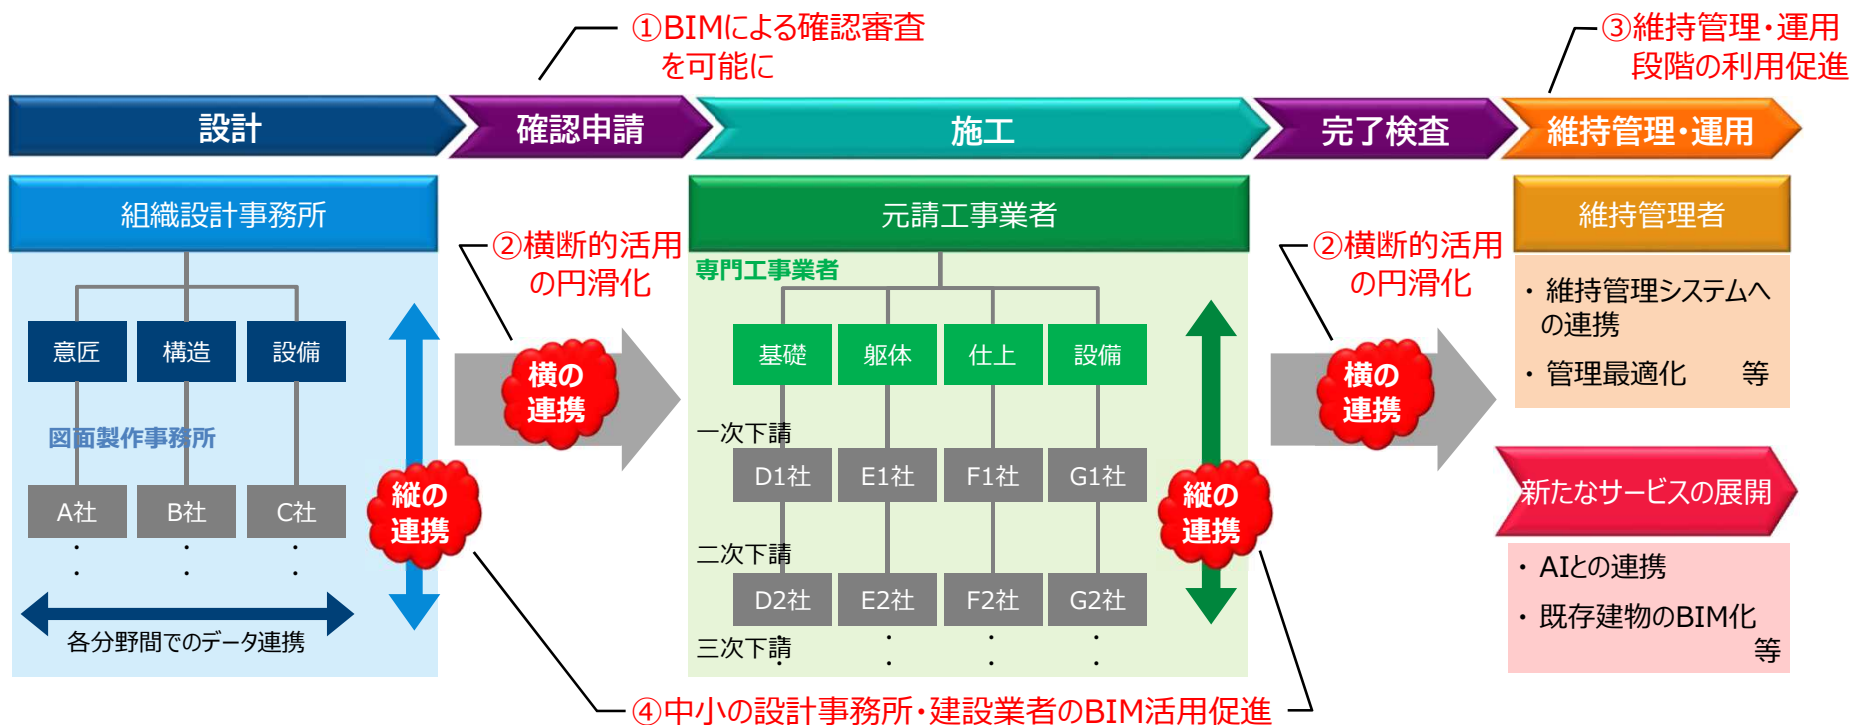 ①BIMによる確認審査
を可能に
③維持管理・運用
段階の利用促進
設計
確認申請
施工
完了検査
維持管理・運用
組織設計事務所
意匠
構造
設備
図面製作事務所
A社
B社
C社
・
・
・
・
・
・
各分野間でのデータ連携
縦の
連携
②横断的活用
の円滑化
横の
連携
元請工事業者
専門工事業者
基礎
躯体
仕上
設備
一次下請
D1社
E1社
F1社
G1社
二次下請
D2社
E2社
F2社
G2社
三次下請
・
・
・
・
・
・
・
・
縦の
連携
②横断的活用
の円滑化
横の
連携
維持管理者
・ 維持管理システムへ
の連携
・ 管理最適化 等
新たなサービスの展開
・ AIとの連携
・ 既存建物のBIM化
等
④中小の設計事務所・建設業者のBIM活用促進